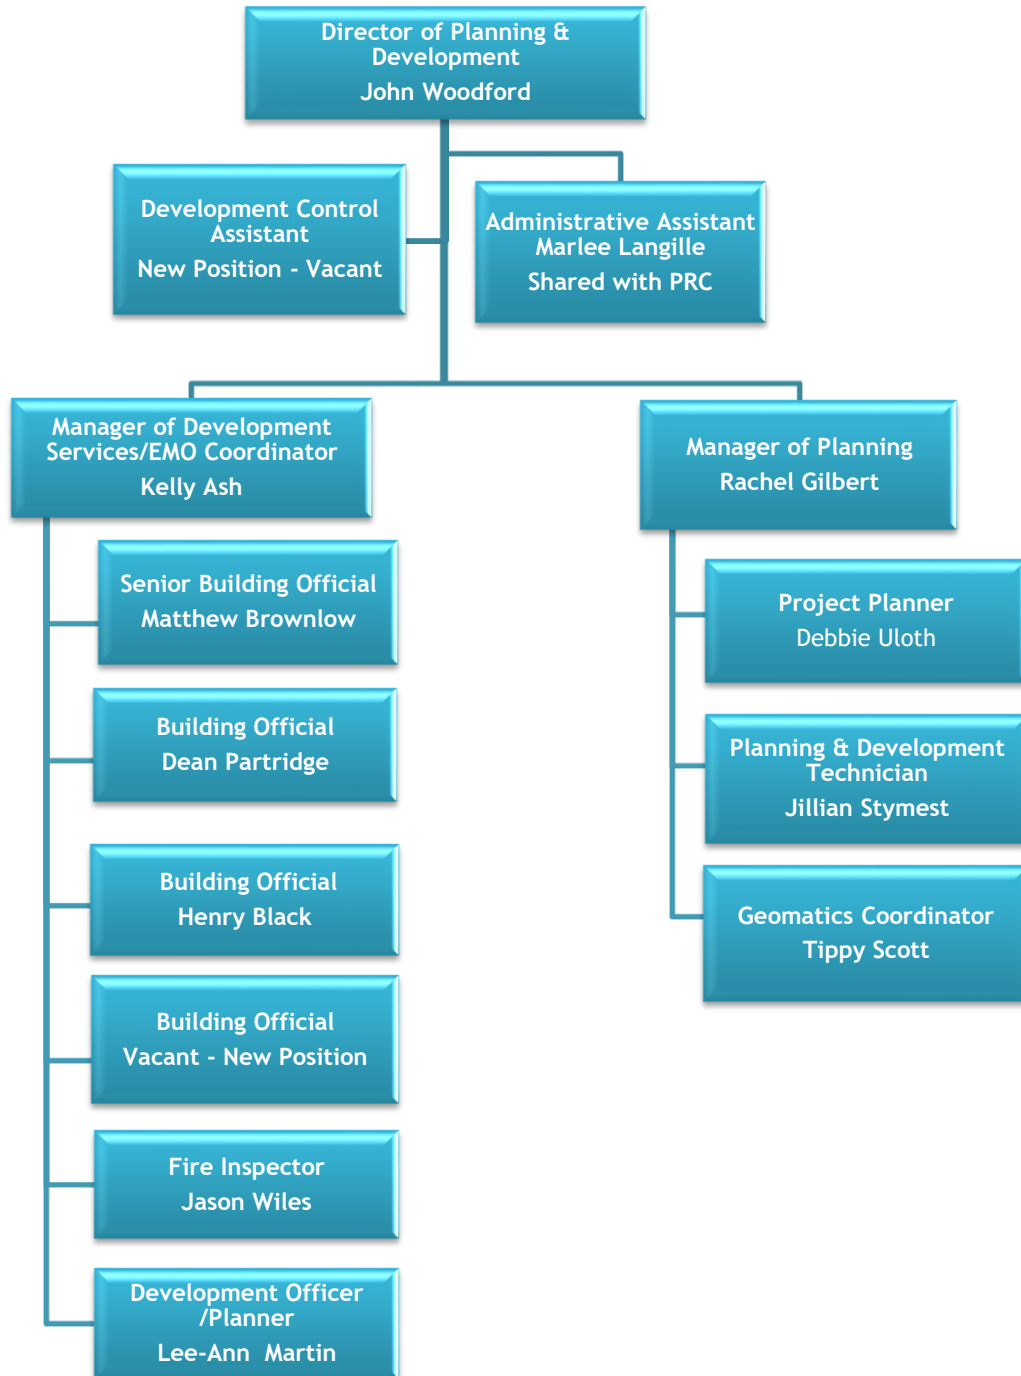 Director of Planning &
Development
John Woodford
Development Control
Assistant
New Position - Vacant
Administrative Assistant
Marlee Langille
Shared with PRC
Manager of Development
Services/EMO Coordinator
Kelly Ash
Manager of Planning
Rachel Gilbert
Senior Building Official
Matthew Brownlow
Building Official
Dean Partridge
Building Official
Henry Black
Building Official
Vacant - New Position
Fire Inspector
Jason Wiles
Development Officer
/Planner
Lee-Ann  Martin
Project Planner
Debbie Uloth
Planning & Development
Technician
Jillian Stymest
Geomatics Coordinator
Tippy Scott